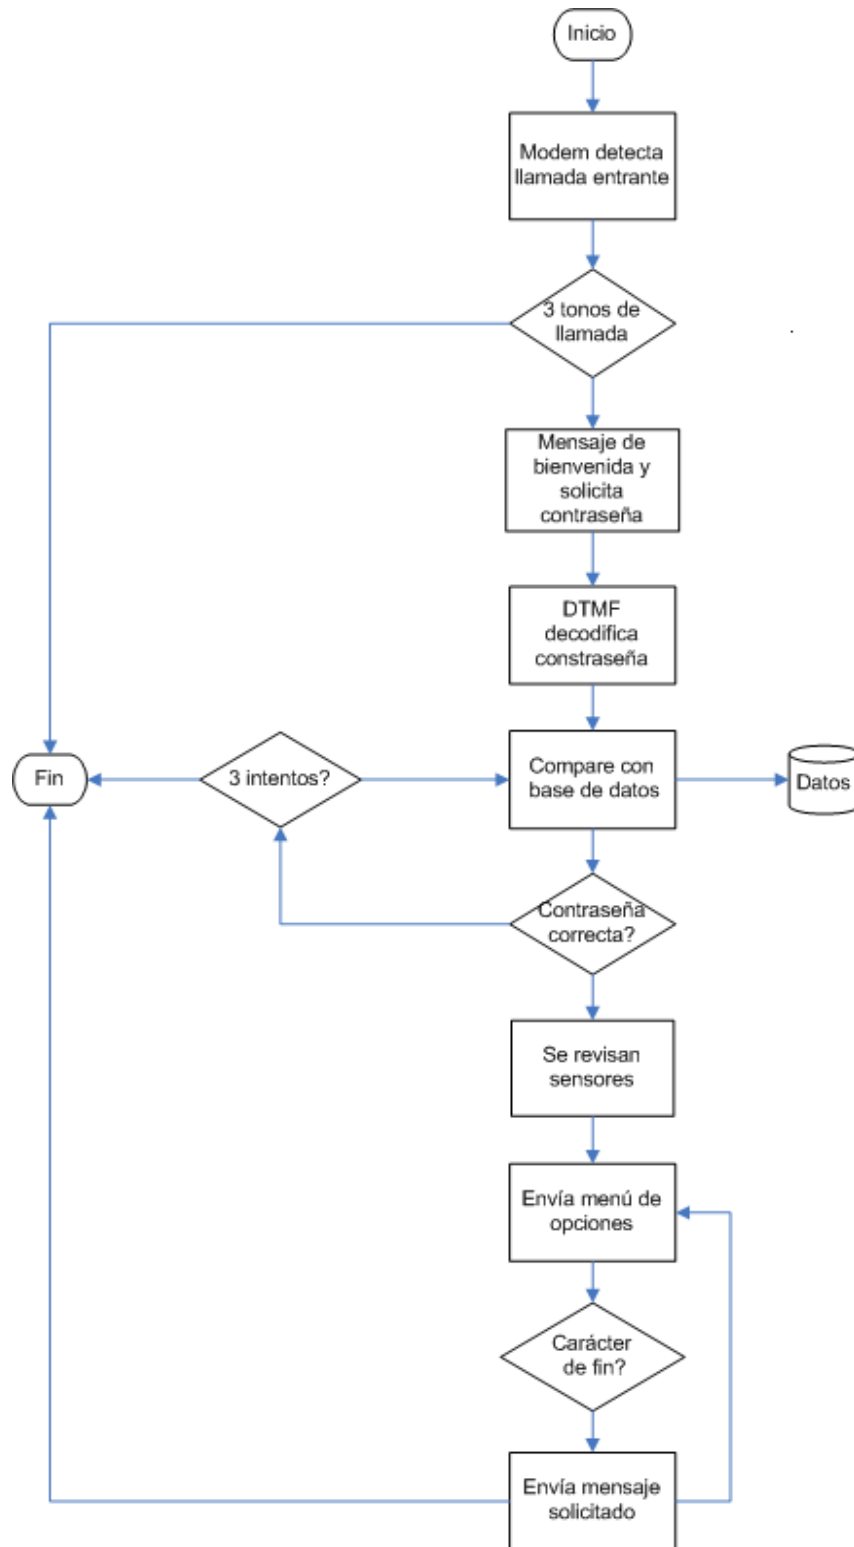 Inicio
Modem detecta
llamada entrante
3 tonos de
llamada
Mensaje de
bienvenida y
solicita
contraseña
DTMF
decodifica
constraseña
Fin
3 intentos?
Compare con
base de datos
Datos
Contraseña
correcta?
Se revisan
sensores
Envía menú de
opciones
Carácter
de fin?
Envía mensaje
solicitado